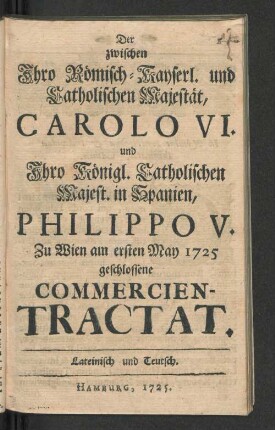 Der
zwischen
Ihro Römisch-Kayserl. und
Catholischen Majestät,
CAROLO VI.
und
Ihro Königl. Catholischen
Majest. in Spanien,
PHILIPPO V.
Zu Wien am ersten May 1725
geschlossene
COMMERCIEN-
TRACTAT.
Lateinisch und Teutsch.
HAMBURG, 1725.